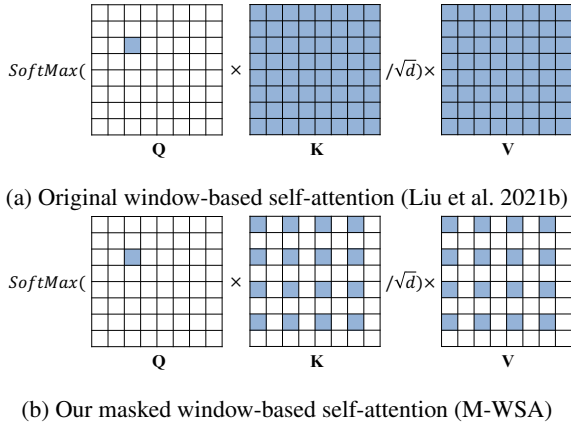 SoftMax( × /√d)×
Q K V
(a) Original window-based self-attention (Liu et al. 2021b)
SoftMax( × /√d)×
Q K V
(b) Our masked window-based self-attention (M-WSA)